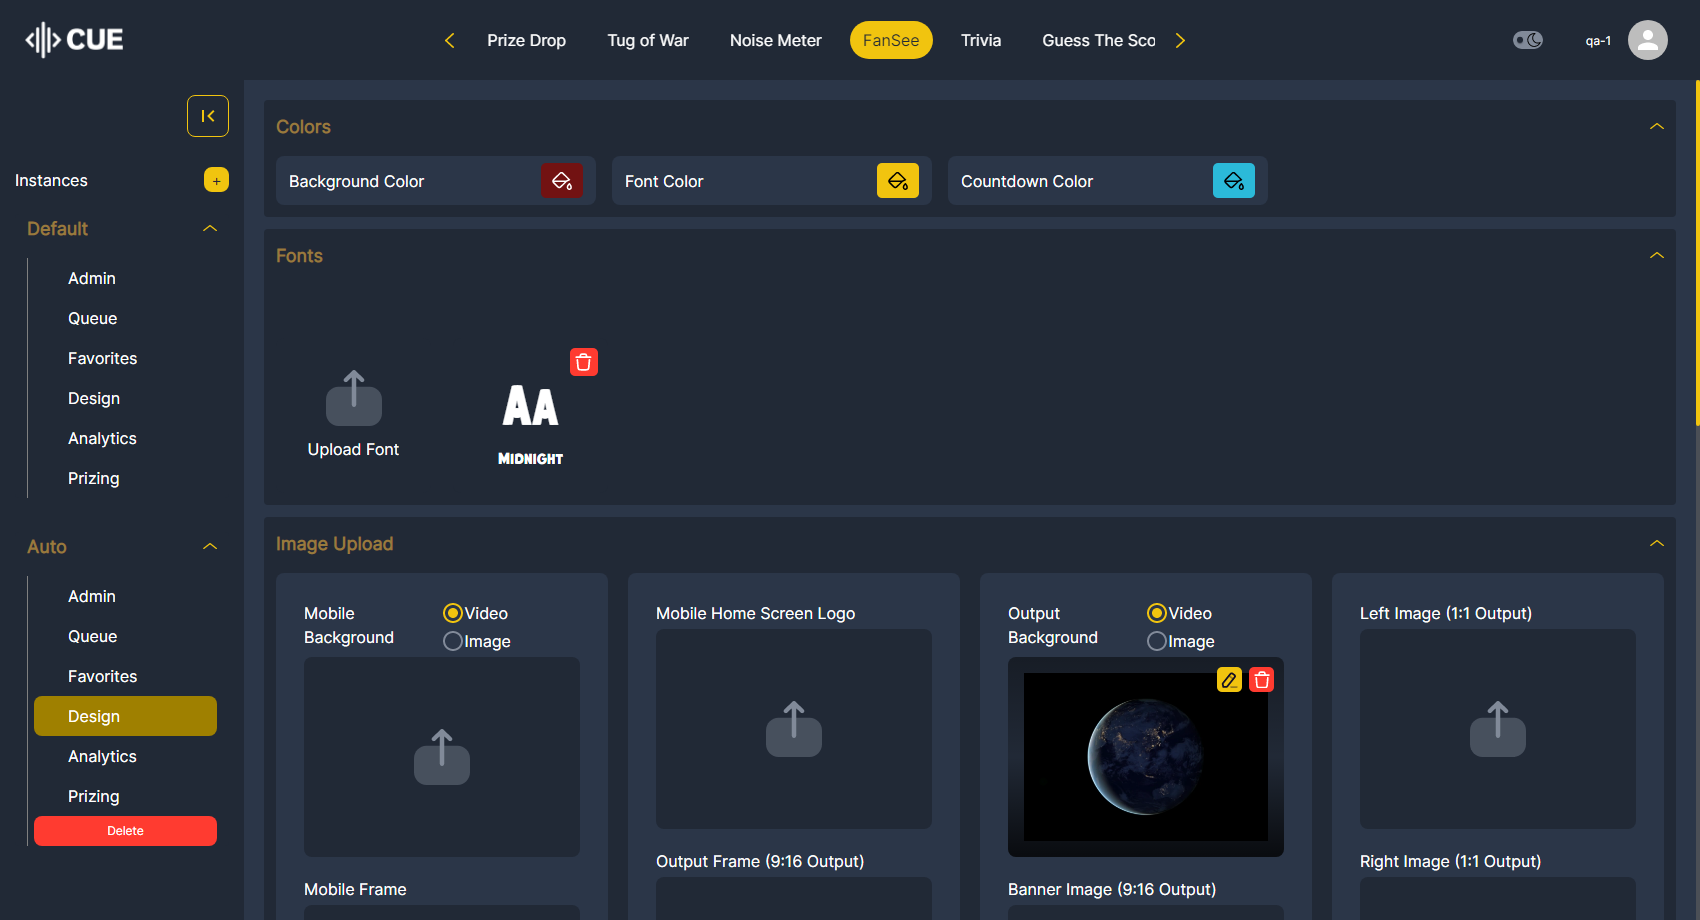 CUE
Prize Drop
Tug of War
Noise Meter
FanSee
Trivia
Guess The Sco
qa-1
Instances
+
Default
Admin
Queue
Favorites
Design
Analytics
Prizing
Auto
Admin
Queue
Favorites
Design
Analytics
Prizing
Delete
Colors
Background Color
Font Color
Countdown Color
Fonts
Upload Font
AA
MIDNIGHT
Image Upload
Mobile
Background
Video
Image
Mobile Frame
Mobile Home Screen Logo
Output Frame (9:16 Output)
Output
Background
Video
Image
Banner Image (9:16 Output)
Left Image (1:1 Output)
Right Image (1:1 Output)